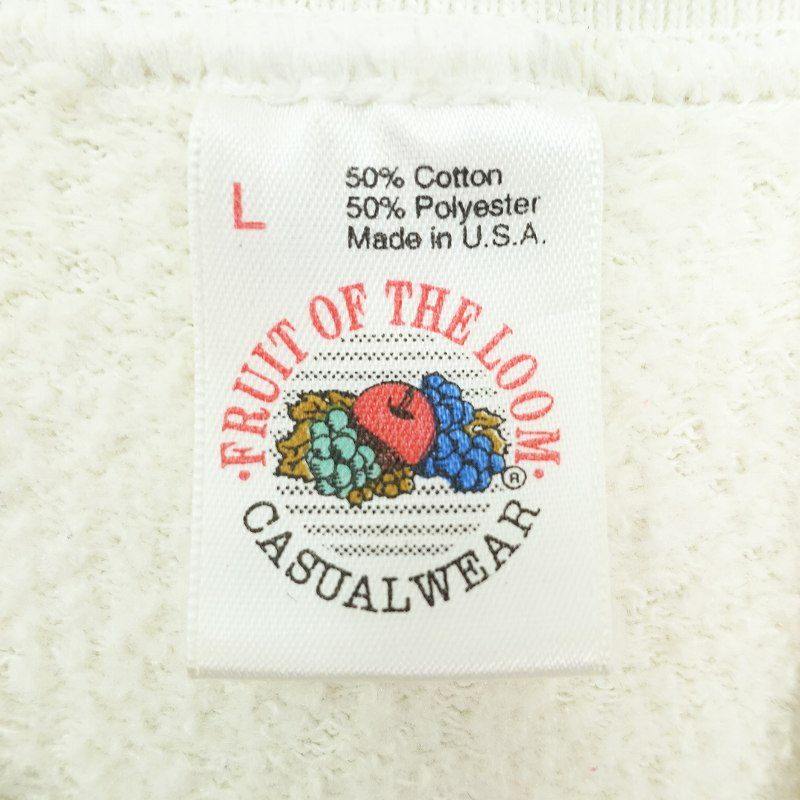 L
50% Cotton
50% Polyester
Made in U.S.A.
·FRUIT OF THE LOOM·
®
CASUALWEAR